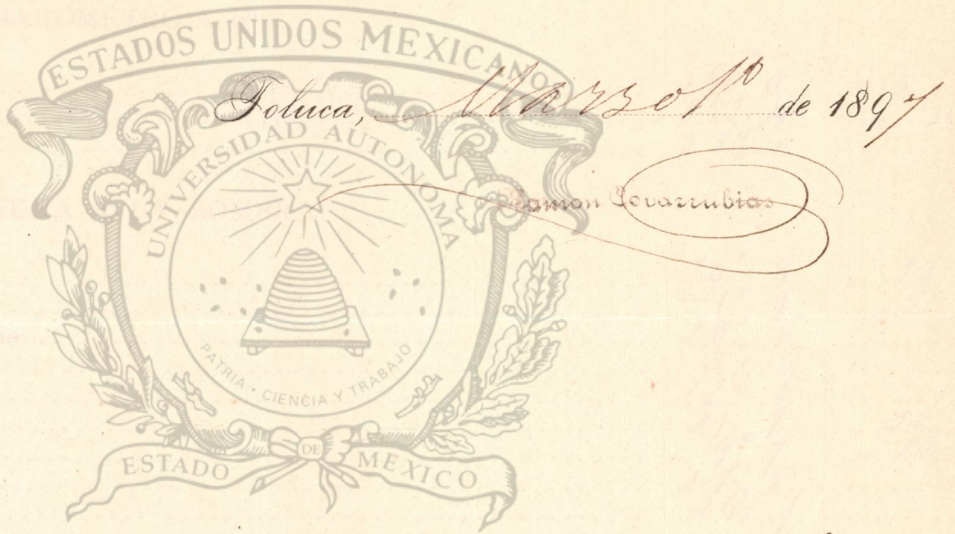 ESTADOS UNIDOS MEXICANOS
Toluca, Marzo 1º de 1897
UNIVERSIDAD AUTONOMA
Ramon Covarrubias
PATRIA · CIENCIA Y TRABAJO
ESTADO DE MEXICO